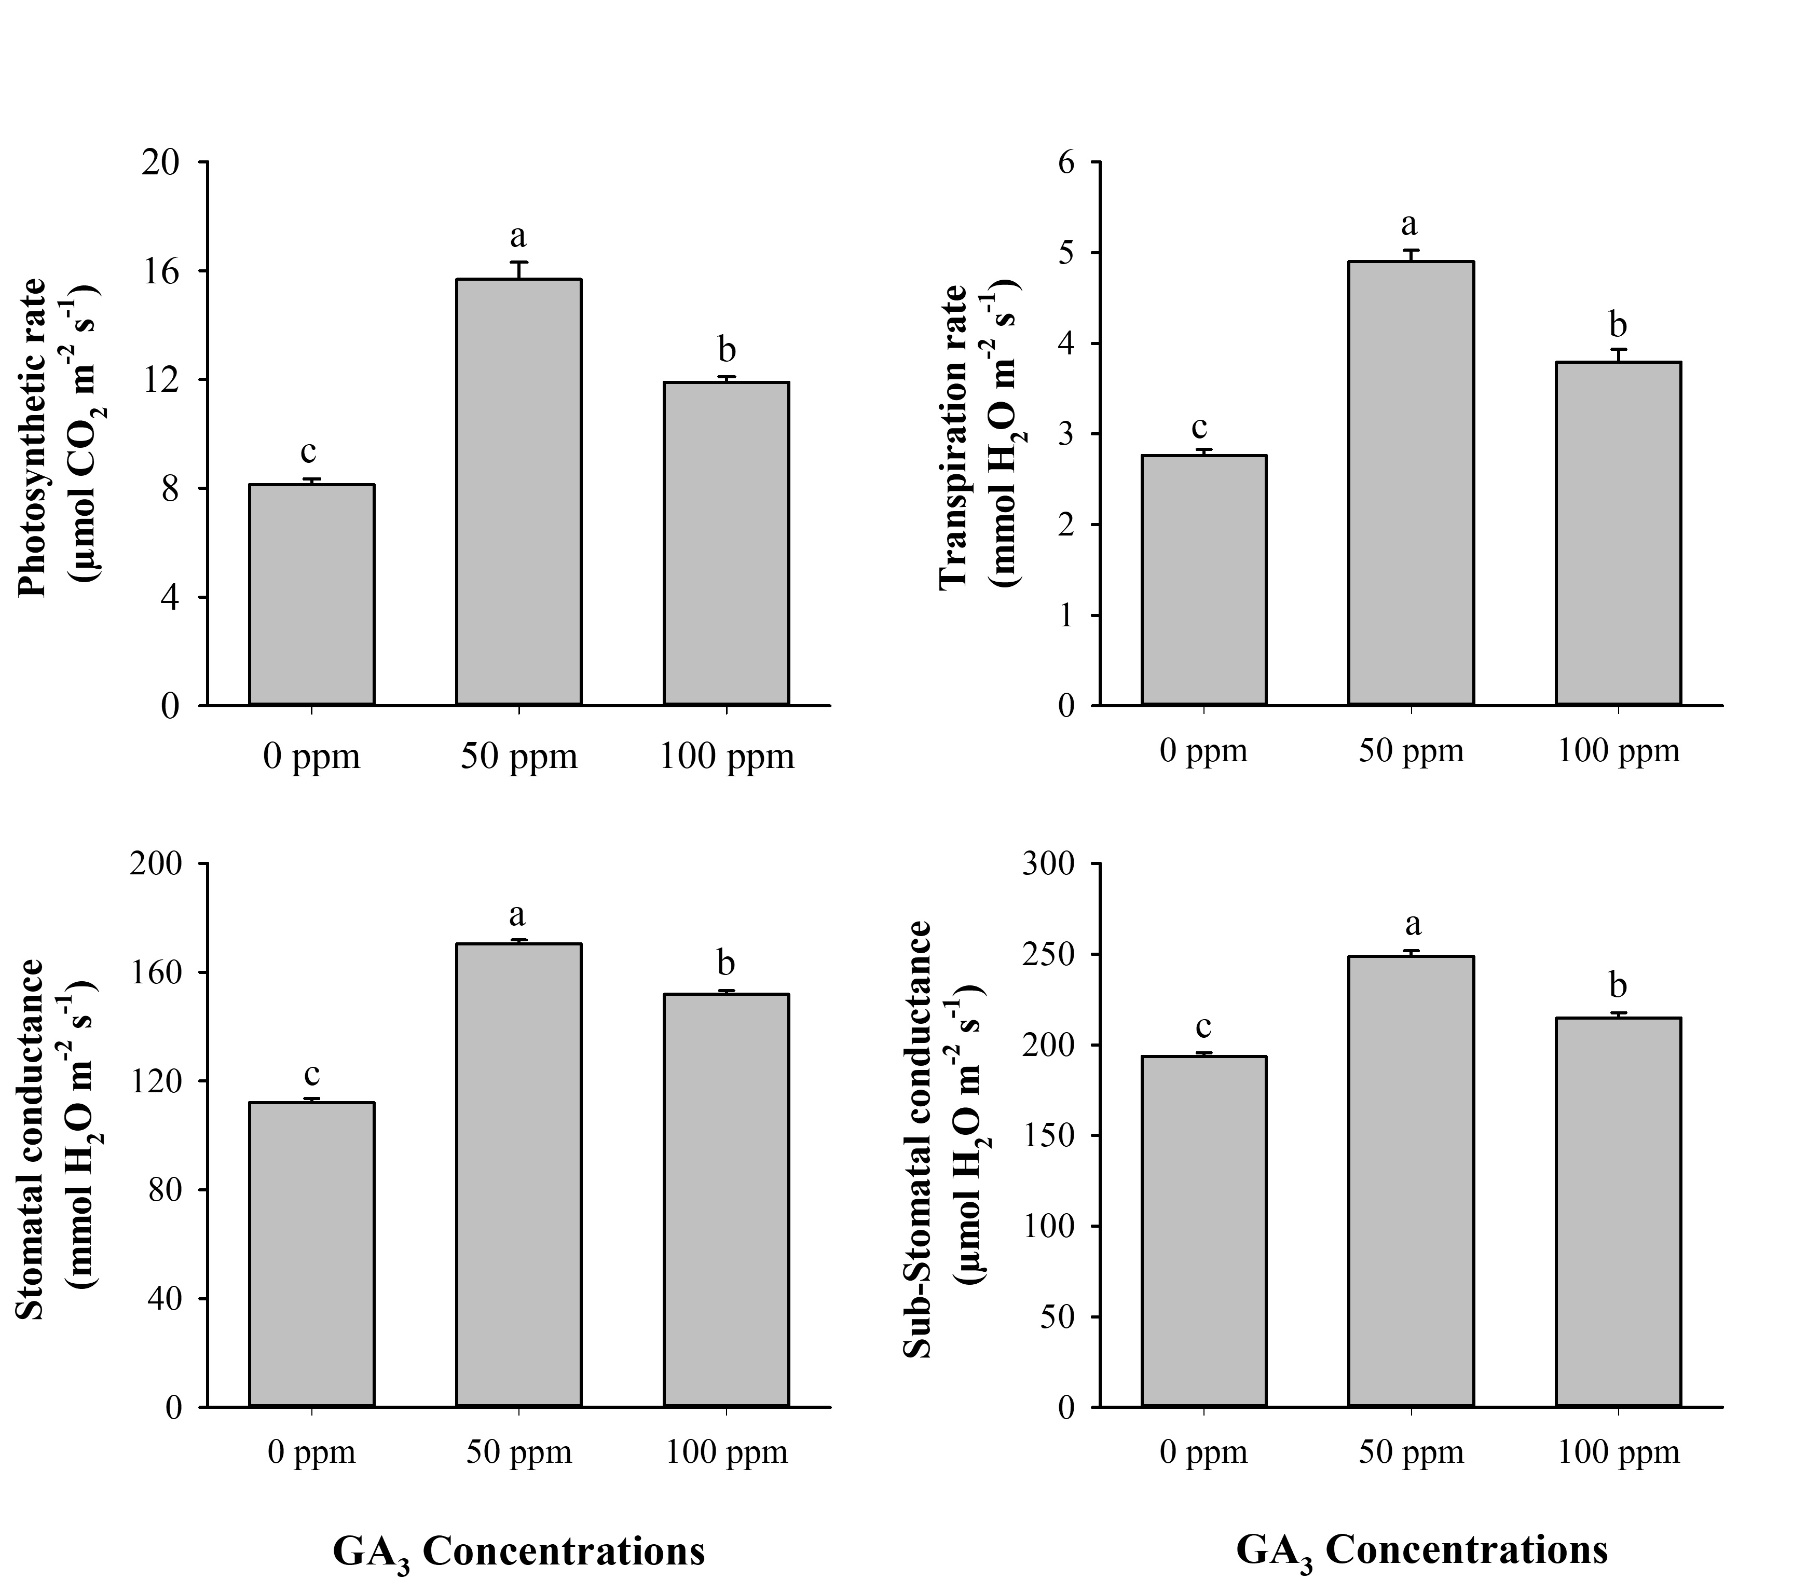 Photosynthetic rate
(µmol CO₂ m⁻² s⁻¹)
20
16
12
8
4
0
c
a
b
0 ppm
50 ppm
100 ppm
Transpiration rate
(mmol H₂O m⁻² s⁻¹)
6
5
4
3
2
1
0
c
a
b
0 ppm
50 ppm
100 ppm
Stomatal conductance
(mmol H₂O m⁻² s⁻¹)
200
160
120
80
40
0
c
a
b
0 ppm
50 ppm
100 ppm
GA₃ Concentrations
Sub-Stomatal conductance
(µmol H₂O m⁻² s⁻¹)
300
250
200
150
100
50
0
c
a
b
0 ppm
50 ppm
100 ppm
GA₃ Concentrations